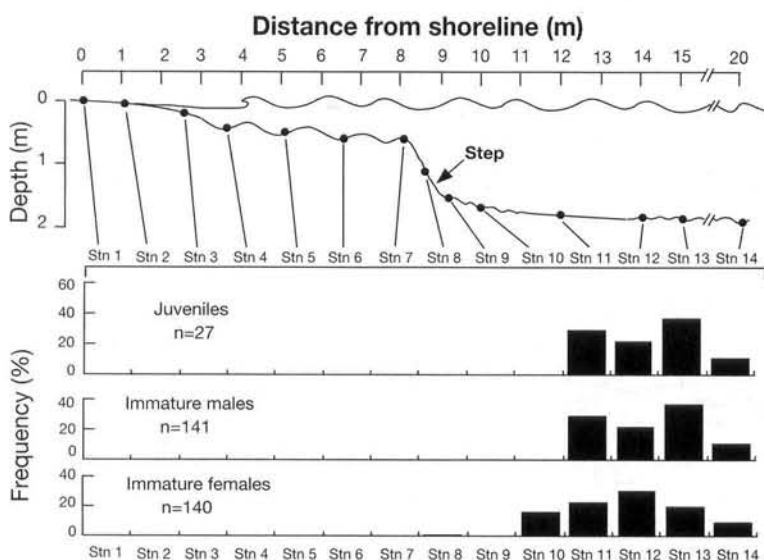 Distance from shoreline (m)
0 1 2 3 4 5 6 7 8 9 10 12 13 14 15 20
Depth (m)
0
1
2
Step
Stn 1 Stn 2 Stn 3 Stn 4 Stn 5 Stn 6 Stn 7 Stn 8 Stn 9 Stn 10 Stn 11 Stn 12 Stn 13 Stn 14
Frequency (%)
60
40
20
0
Juveniles
n=27
40
20
0
Immature males
n=141
40
20
0
Immature females
n=140
Stn 1 Stn 2 Stn 3 Stn 4 Stn 5 Stn 6 Stn 7 Stn 8 Stn 9 Stn 10 Stn 11 Stn 12 Stn 13 Stn 14